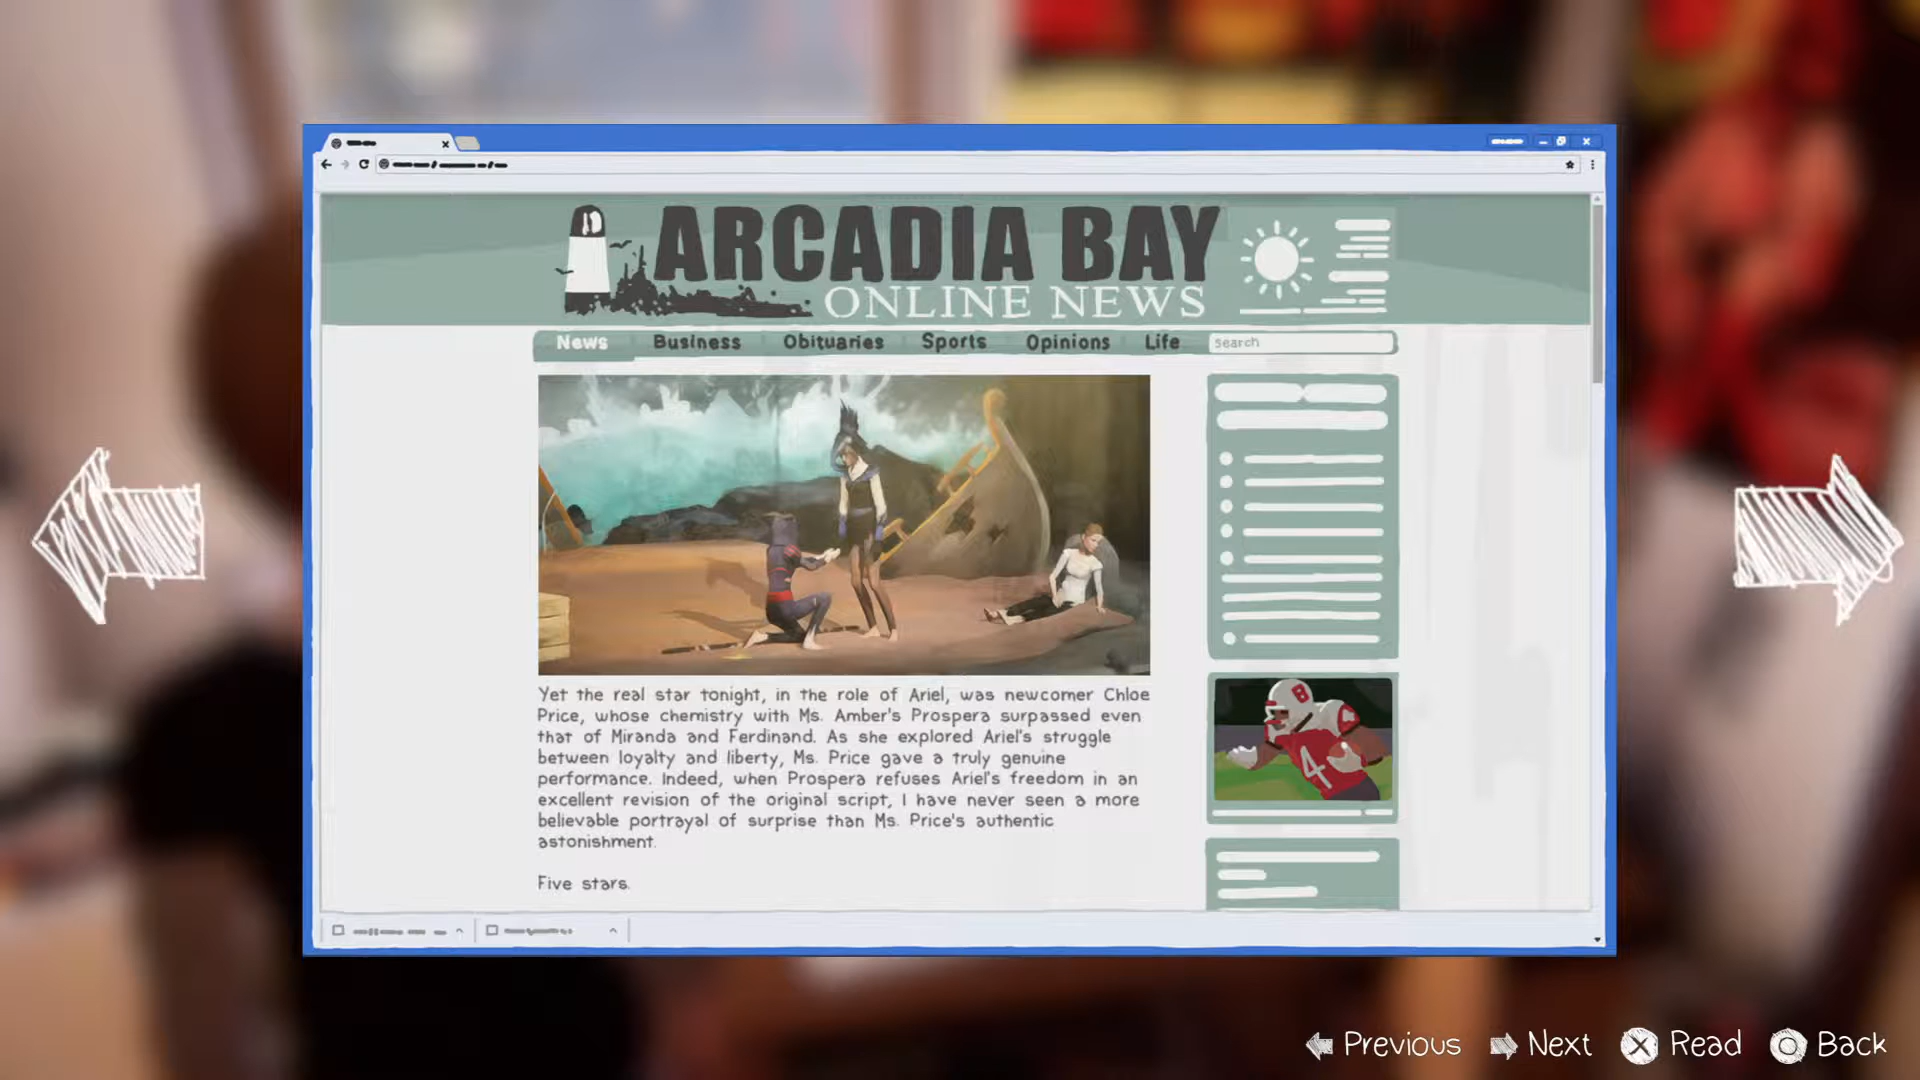 ARCADIA BAY
ONLINE NEWS
News Business Obituaries Sports Opinions Life search
Yet the real star tonight, in the role of Ariel, was newcomer Chloe
Price, whose chemistry with Ms. Amber's Prospera surpassed even
that of Miranda and Ferdinand. As she explored Ariel's struggle
between loyalty and liberty, Ms. Price gave a truly genuine
performance. Indeed, when Prospera refuses Ariel's freedom in an
excellent revision of the original script, I have never seen a more
believable portrayal of surprise than Ms. Price's authentic
astonishment.
Five stars.
B
4
Previous Next Read Back